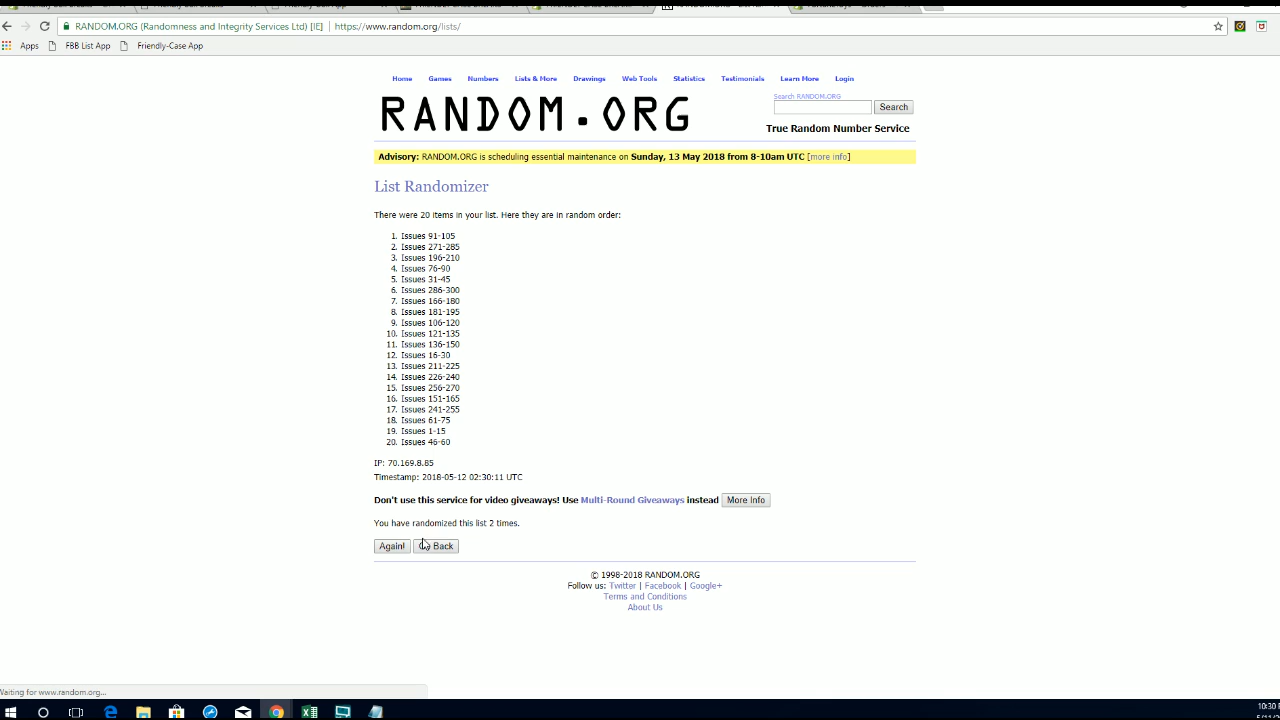 RANDOM.ORG (Randomness and Integrity Services Ltd) [IE] https://www.random.org/lists/
Apps FBB List App Friendly-Case App
Home Games Numbers Lists & More Drawings Web Tools Statistics Testimonials Learn More Login
Search RANDOM.ORG
RANDOM.ORG
Search
True Random Number Service
Advisory: RANDOM.ORG is scheduling essential maintenance on Sunday, 13 May 2018 from 8-10am UTC [more info]
List Randomizer
There were 20 items in your list. Here they are in random order:
1. Issues 91-105
2. Issues 271-285
3. Issues 196-210
4. Issues 76-90
5. Issues 31-45
6. Issues 286-300
7. Issues 166-180
8. Issues 181-195
9. Issues 106-120
10. Issues 121-135
11. Issues 136-150
12. Issues 16-30
13. Issues 211-225
14. Issues 226-240
15. Issues 256-270
16. Issues 151-165
17. Issues 241-255
18. Issues 61-75
19. Issues 1-15
20. Issues 46-60
IP: 70.169.8.85
Timestamp: 2018-05-12 02:30:11 UTC
Don't use this service for video giveaways! Use Multi-Round Giveaways instead More Info
You have randomized this list 2 times.
Again! Back
© 1998-2018 RANDOM.ORG
Follow us: Twitter | Facebook | Google+
Terms and Conditions
About Us
Waiting for www.random.org...
10:30